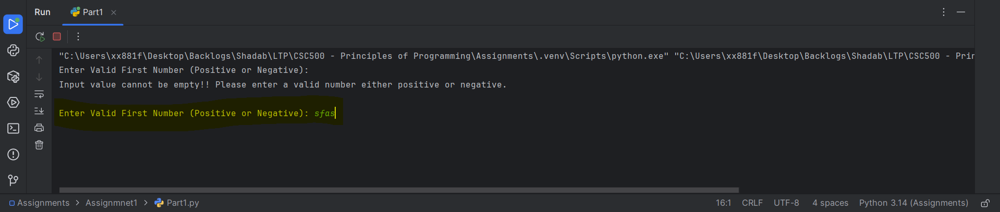 Run Part1
"C:\Users\xx881f\Desktop\Backlogs\Shadab\LTP\CSC500 - Principles of Programming\Assignments\.venv\Scripts\python.exe" "C:\Users\xx881f\Desktop\Backlogs\Shadab\LTP\CSC500 - Prin
Enter Valid First Number (Positive or Negative):
Input value cannot be empty!! Please enter a valid number either positive or negative.
Enter Valid First Number (Positive or Negative): sfas
Assignments > Assignmnet1 > Part1.py 16:1 CRLF UTF-8 4 spaces Python 3.14 (Assignments)